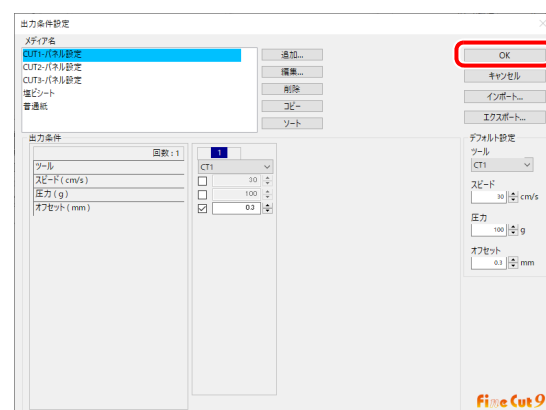 出力条件設定
メディア名
CUT1-パネル設定
CUT2-パネル設定
CUT3-パネル設定
塩ビシート
普通紙
追加...
編集...
削除
コピー
ソート
OK
キャンセル
インポート...
エクスポート...
出力条件
回数:1
1
ツール
CT1
スピード ( cm/s )
30
圧力 ( g )
100
オフセット ( mm )
0.3
デフォルト設定
ツール
CT1
スピード
30 cm/s
圧力
100 g
オフセット
0.3 mm
Fine Cut 9